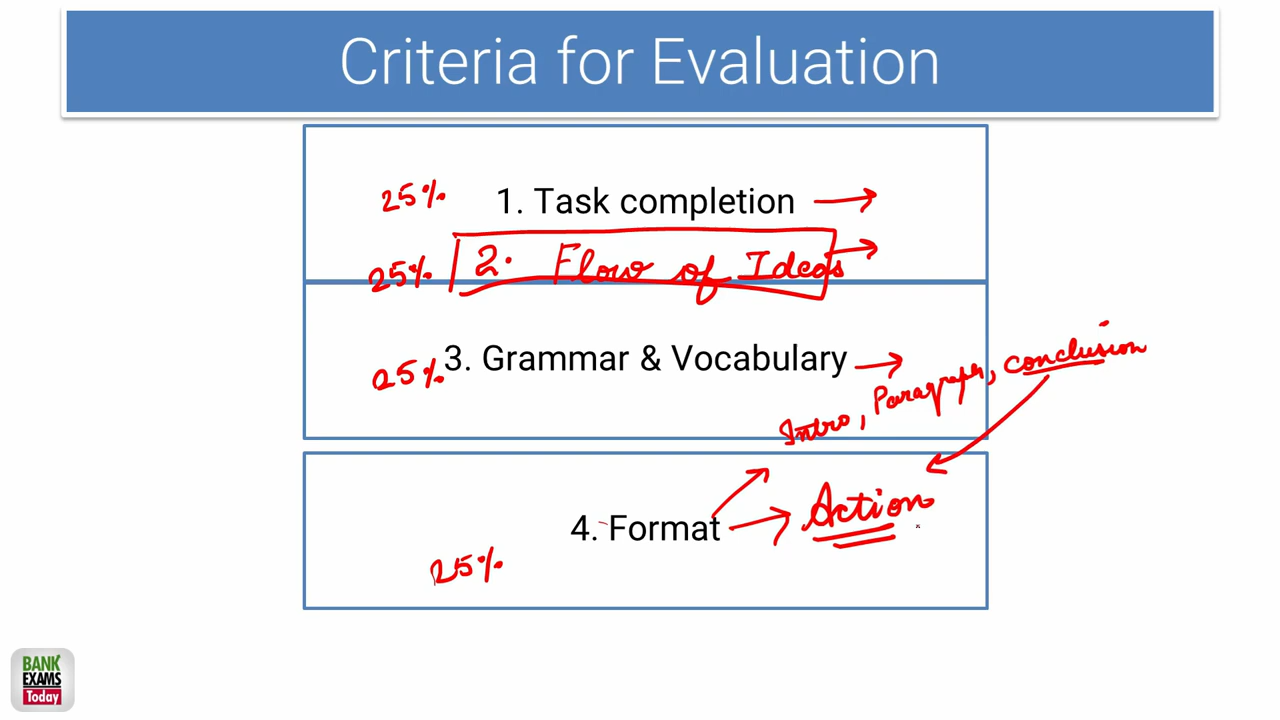 Criteria for Evaluation
25% 1. Task completion
25% 2. Flow of Ideas
25% 3. Grammar & Vocabulary
Intro, Paragraph, conclusion
4. Format Action
25%
BANK
EXAMS
Today